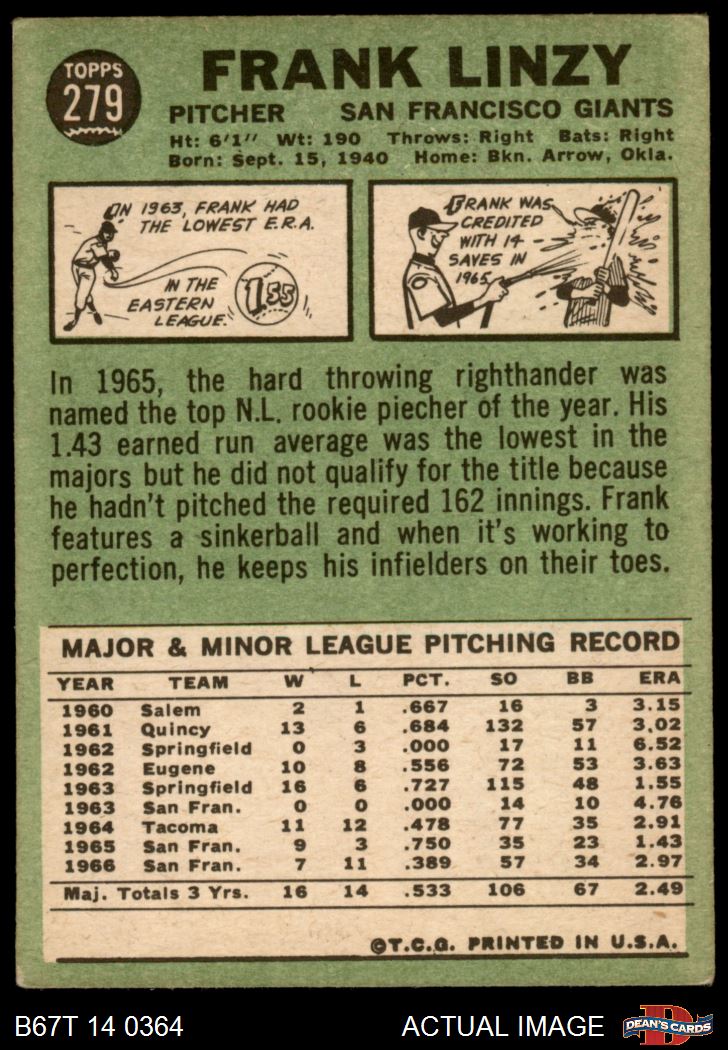 TOPPS
279
FRANK LINZY
PITCHER SAN FRANCISCO GIANTS
Ht: 6'1" Wt: 190 Throws: Right Bats: Right
Born: Sept. 15, 1940 Home: Bkn. Arrow, Okla.
IN 1963, FRANK HAD
THE LOWEST E.R.A.
IN THE
EASTERN
LEAGUE.
1.55
FRANK WAS
CREDITED
WITH 14
SAVES IN
1965.
In 1965, the hard throwing righthander was
named the top N.L. rookie piecher of the year. His
1.43 earned run average was the lowest in the
majors but he did not qualify for the title because
he hadn't pitched the required 162 innings. Frank
features a sinkerball and when it's working to
perfection, he keeps his infielders on their toes.
MAJOR & MINOR LEAGUE PITCHING RECORD
YEAR TEAM W L PCT. SO BB ERA
1960 Salem 2 1 .667 16 3 3.15
1961 Quincy 13 6 .684 132 57 3.02
1962 Springfield 0 3 .000 17 11 6.52
1962 Eugene 10 8 .556 72 53 3.63
1963 Springfield 16 6 .727 115 48 1.55
1963 San Fran. 0 0 .000 14 10 4.76
1964 Tacoma 11 12 .478 77 35 2.91
1965 San Fran. 9 3 .750 35 23 1.43
1966 San Fran. 7 11 .389 57 34 2.97
Maj. Totals 3 Yrs. 16 14 .533 106 67 2.49
©T.C.G. PRINTED IN U.S.A.
B67T 14 0364 ACTUAL IMAGE
D
DEAN'S CARDS